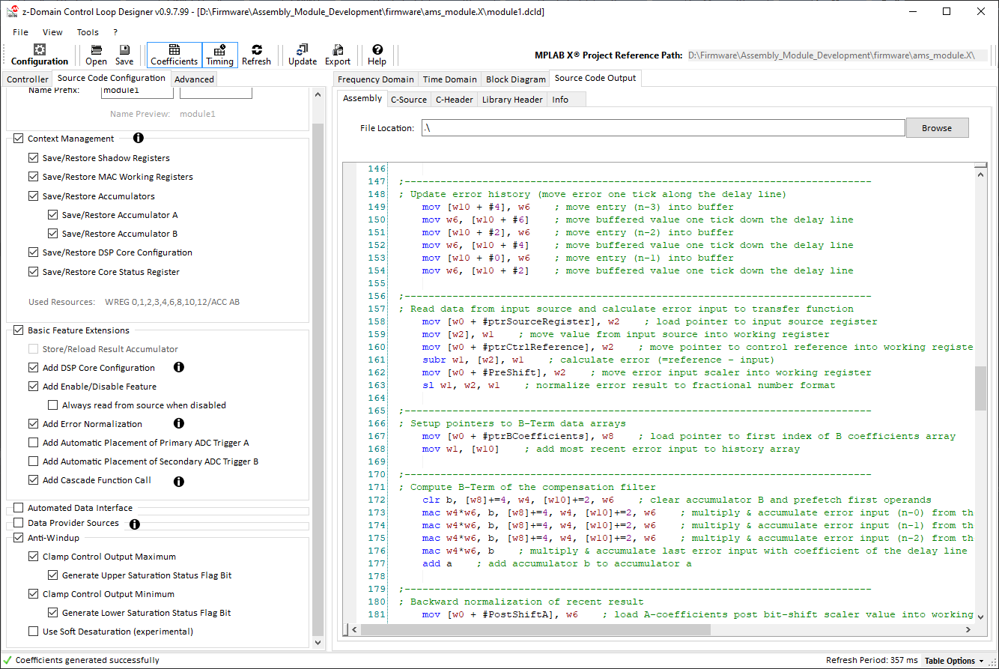 z-Domain Control Loop Designer v0.9.7.99 - [D:\Firmware\Assembly_Module_Development\firmware\ams_module.X\module1.dcld]
File View Tools ?
Configuration Open Save Coefficients Timing Refresh Update Export Help
MPLAB X® Project Reference Path: D:\Firmware\Assembly_Module_Development\firmware\ams_module.X\
Controller Source Code Configuration Advanced
Name Prefix: module1
Name Preview: module1
Context Management
Save/Restore Shadow Registers
Save/Restore MAC Working Registers
Save/Restore Accumulators
Save/Restore Accumulator A
Save/Restore Accumulator B
Save/Restore DSP Core Configuration
Save/Restore Core Status Register
Used Resources: WREG 0,1,2,3,4,6,8,10,12/ACC AB
Basic Feature Extensions
Store/Reload Result Accumulator
Add DSP Core Configuration
Add Enable/Disable Feature
Always read from source when disabled
Add Error Normalization
Add Automatic Placement of Primary ADC Trigger A
Add Automatic Placement of Secondary ADC Trigger B
Add Cascade Function Call
Automated Data Interface
Data Provider Sources
Anti-Windup
Clamp Control Output Maximum
Generate Upper Saturation Status Flag Bit
Clamp Control Output Minimum
Generate Lower Saturation Status Flag Bit
Use Soft Desaturation (experimental)
Frequency Domain Time Domain Block Diagram Source Code Output
Assembly C-Source C-Header Library Header Info
File Location: .\ Browse
146
147 ;------------------------------------------------------------------------------
148 ; Update error history (move error one tick along the delay line)
149 mov [w10 + #4], w6 ; move entry (n-3) into buffer
150 mov w6, [w10 + #6] ; move buffered value one tick down the delay line
151 mov [w10 + #2], w6 ; move entry (n-2) into buffer
152 mov w6, [w10 + #4] ; move buffered value one tick down the delay line
153 mov [w10 + #0], w6 ; move entry (n-1) into buffer
154 mov w6, [w10 + #2] ; move buffered value one tick down the delay line
155
156 ;------------------------------------------------------------------------------
157 ; Read data from input source and calculate error input to transfer function
158 mov [w0 + #ptrSourceRegister], w2 ; load pointer to input source register
159 mov [w2], w1 ; move value from input source into working register
160 mov [w0 + #ptrCtrlReference], w2 ; move pointer to control reference into working registe
161 subr w1, [w2], w1 ; calculate error (=reference - input)
162 mov [w0 + #PreShift], w2 ; move error input scaler into working register
163 sl w1, w2, w1 ; normalize error result to fractional number format
164
165 ;------------------------------------------------------------------------------
166 ; Setup pointers to B-Term data arrays
167 mov [w0 + #ptrBCoefficients], w8 ; load pointer to first index of B coefficients array
168 mov w1, [w10] ; add most recent error input to history array
169
170 ;------------------------------------------------------------------------------
171 ; Compute B-Term of the compensation filter
172 clr b, [w8]+=4, w4, [w10]+=2, w6 ; clear accumulator B and prefetch first operands
173 mac w4*w6, b, [w8]+=4, w4, [w10]+=2, w6 ; multiply & accumulate error input (n-0) from th
174 mac w4*w6, b, [w8]+=4, w4, [w10]+=2, w6 ; multiply & accumulate error input (n-1) from th
175 mac w4*w6, b, [w8]+=4, w4, [w10]+=2, w6 ; multiply & accumulate error input (n-2) from th
176 mac w4*w6, b ; multiply & accumulate last error input with coefficient of the delay line
177 add a ; add accumulator b to accumulator a
178
179 ;------------------------------------------------------------------------------
180 ; Backward normalization of recent result
181 mov [w0 + #PostShiftA], w6 ; load A-coefficients post bit-shift scaler value into working
Coefficients generated successfully
Refresh Period: 357 ms Table Options